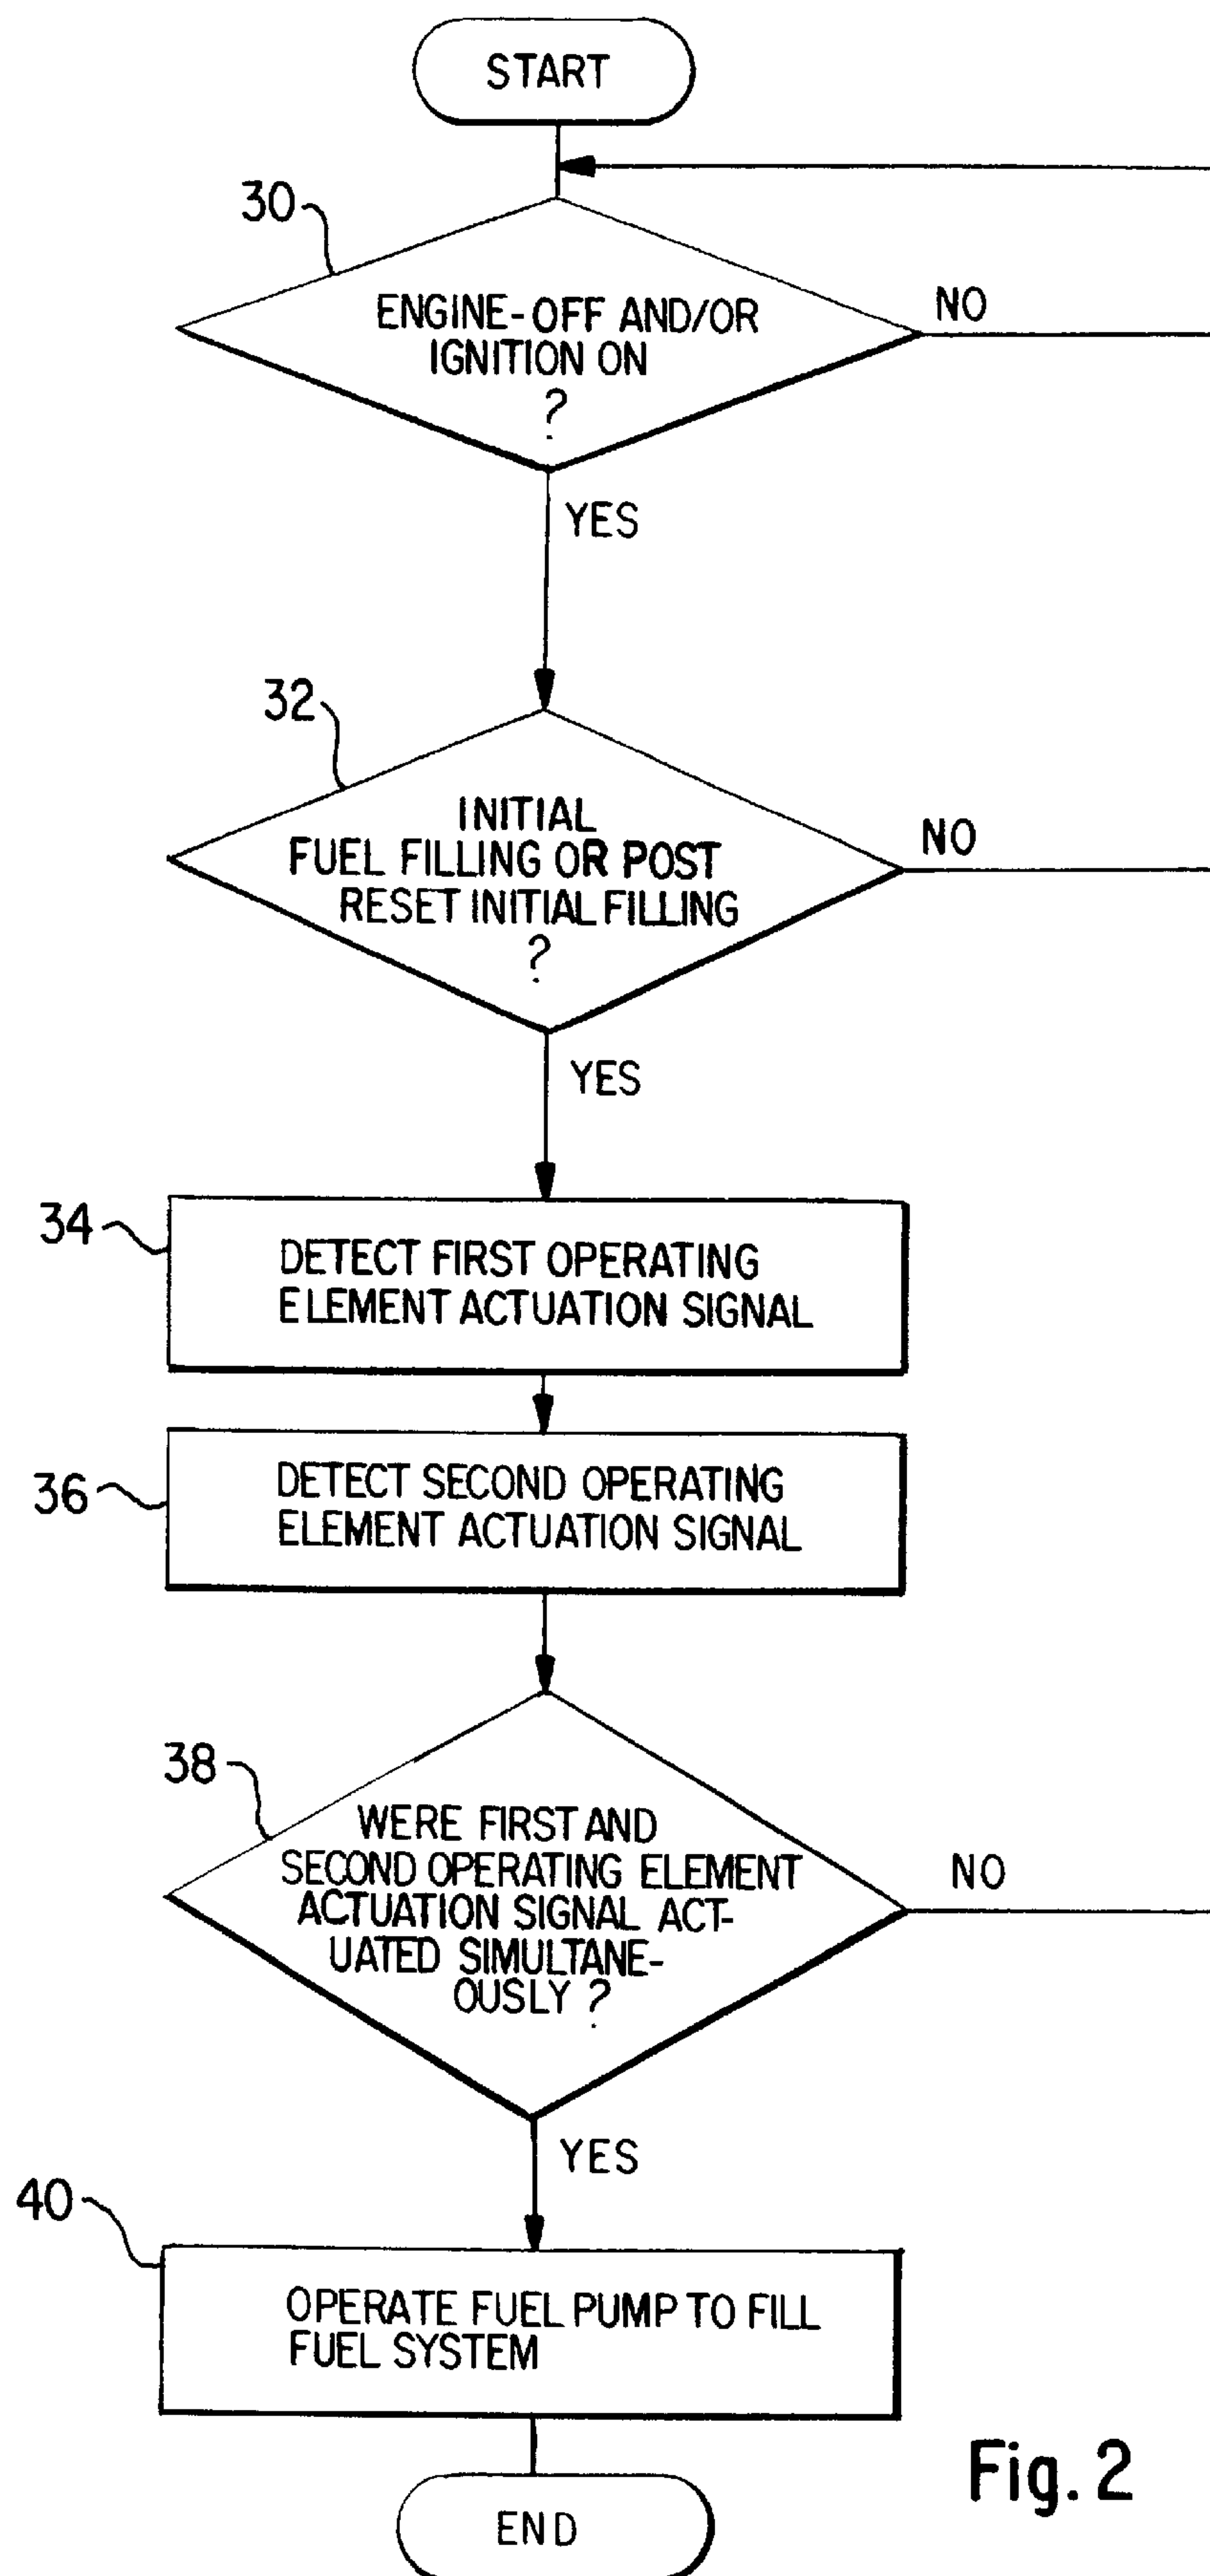 START
30
ENGINE-OFF AND/OR
IGNITION ON
?
NO
YES
32
INITIAL
FUEL FILLING OR POST
RESET INITIAL FILLING
?
NO
YES
34
DETECT FIRST OPERATING
ELEMENT ACTUATION SIGNAL
36
DETECT SECOND OPERATING
ELEMENT ACTUATION SIGNAL
38
WERE FIRST AND
SECOND OPERATING ELEMENT
ACTUATION SIGNAL ACT-
UATED SIMULTANE-
OUSLY ?
NO
YES
40
OPERATE FUEL PUMP TO FILL
FUEL SYSTEM
END
Fig. 2